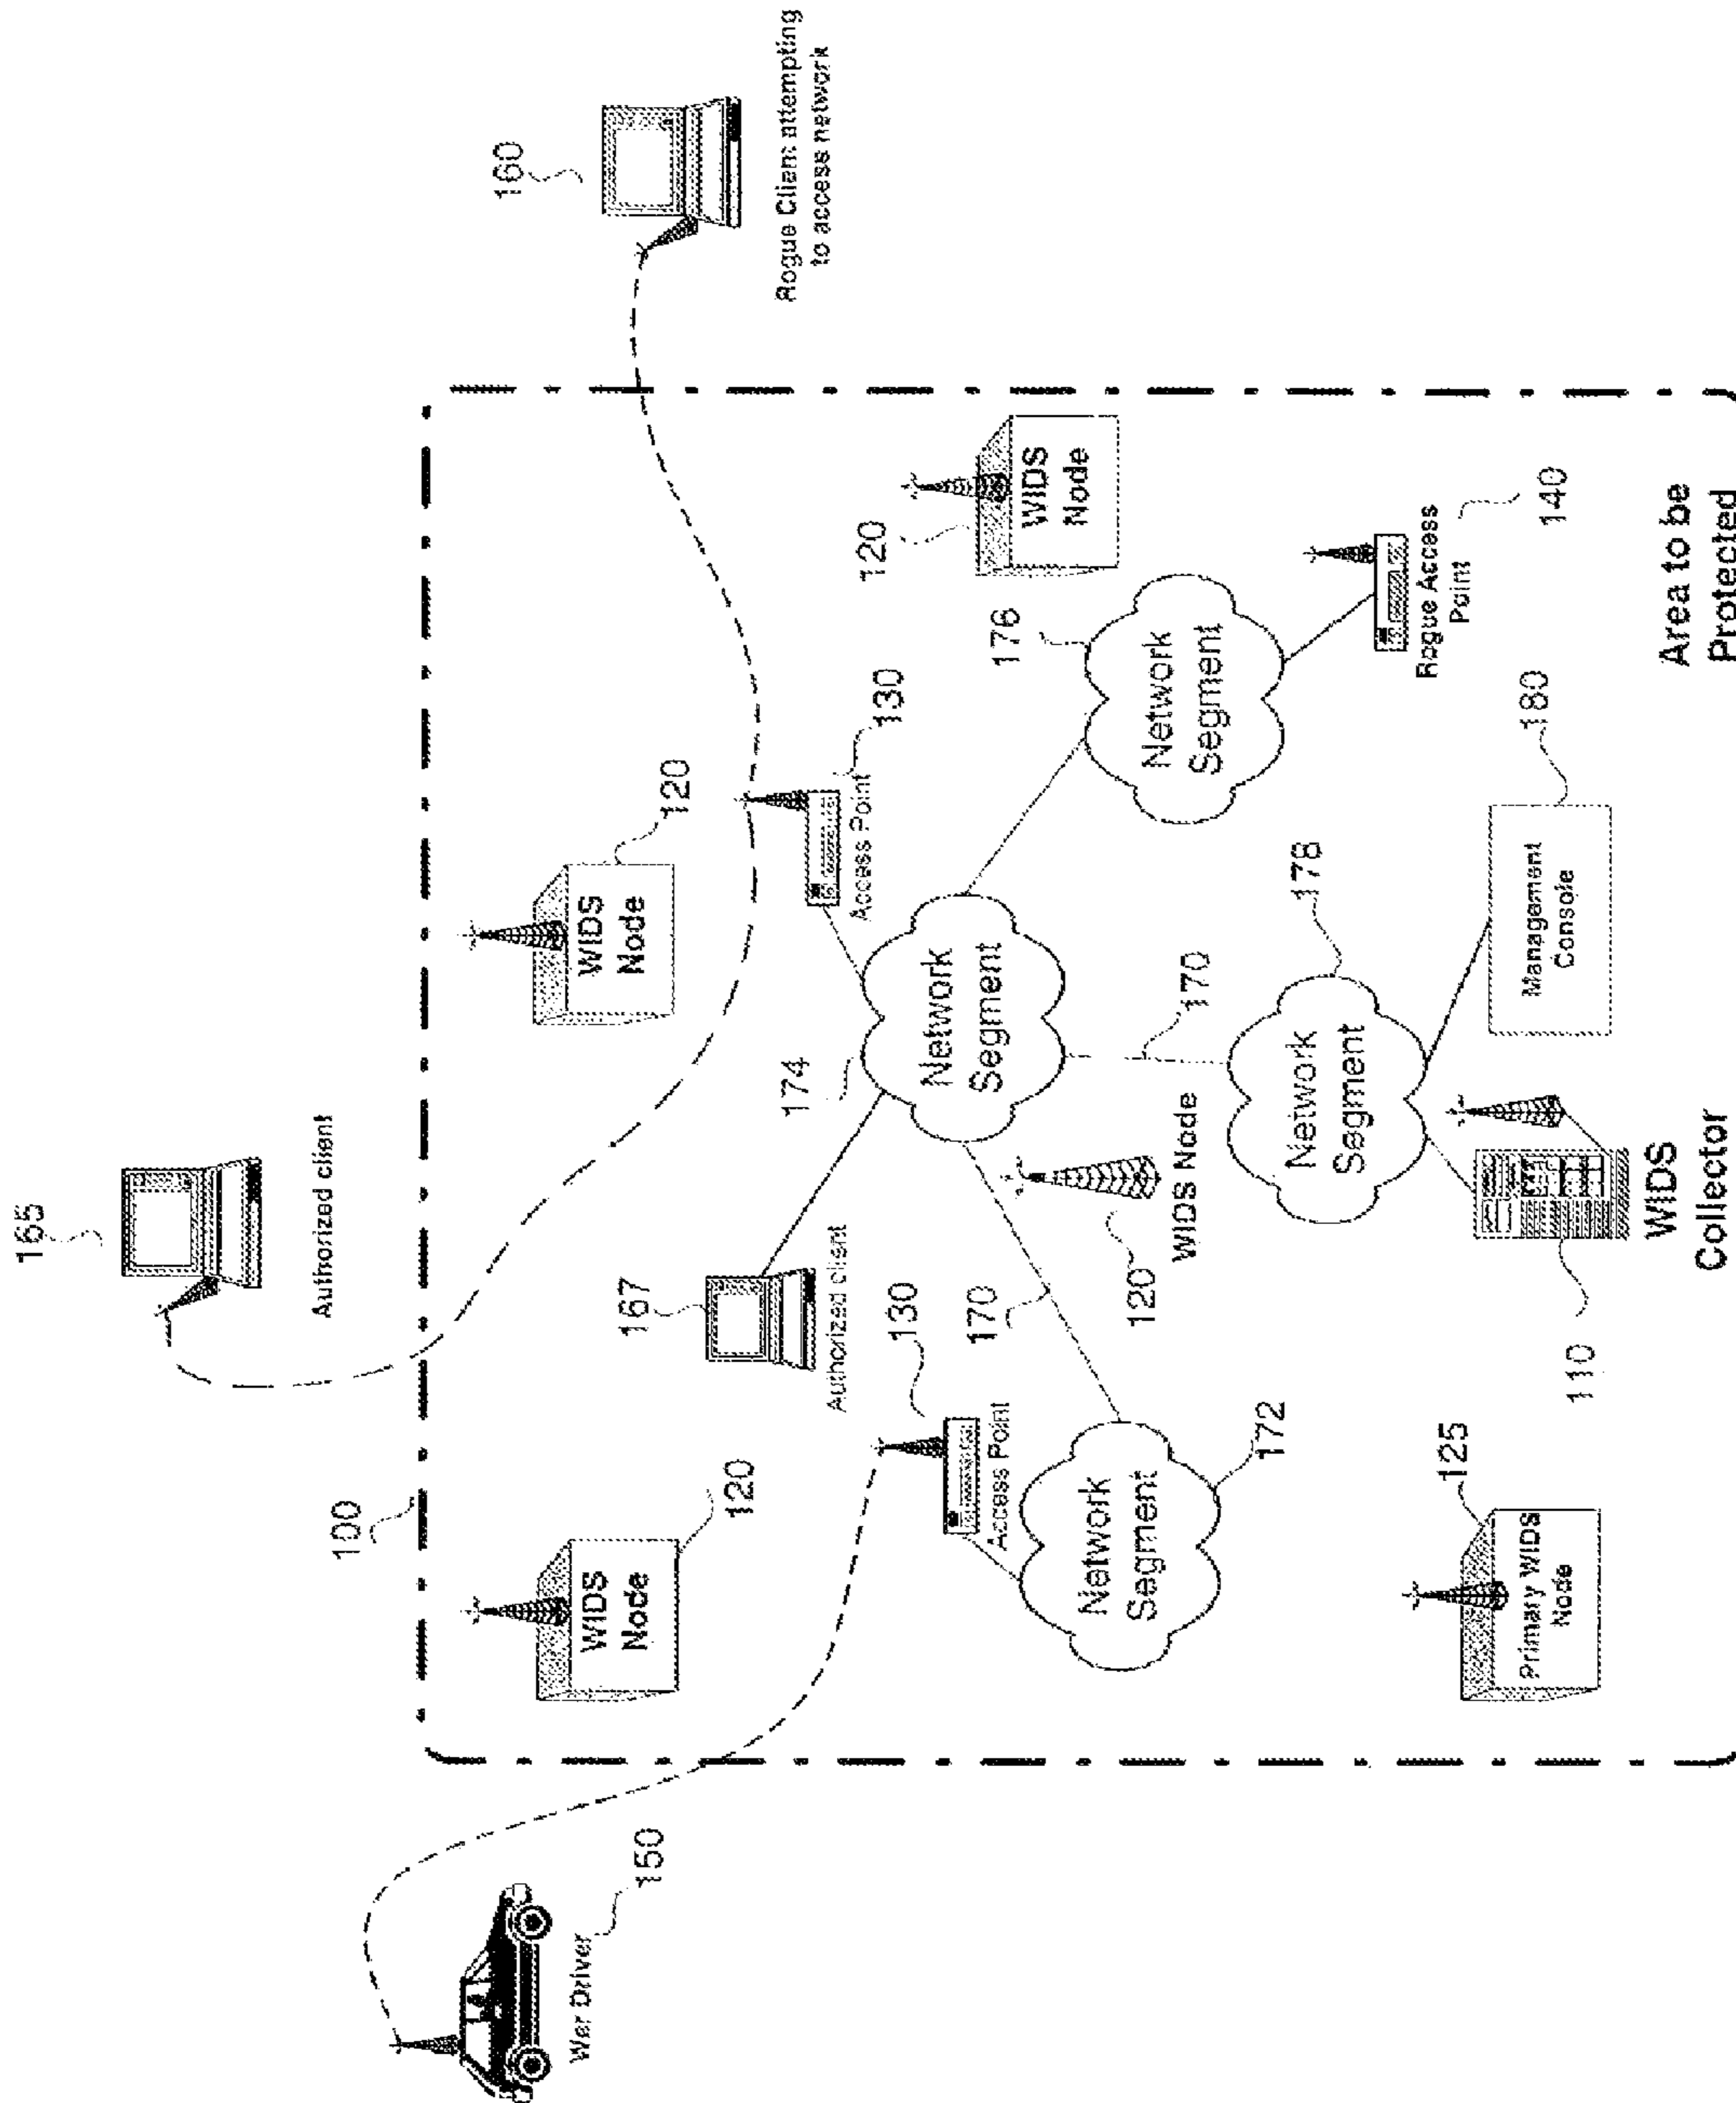 165
Authorized client
160
Rogue Client attempting
to access network
100
WIDS
Node
120
WIDS
Node
120
War Driver
150
167
Authorized client
130
Access Point
174
Network
Segment
130
Access Point
120
WIDS
Node
176
Network
Segment
Network
Segment
172
170
120
WIDS Node
170
178
Network
Segment
Rogue Access
Point
140
125
Primary WIDS
Node
110
WIDS
Collector
Management
Console
180
Area to be
Protected